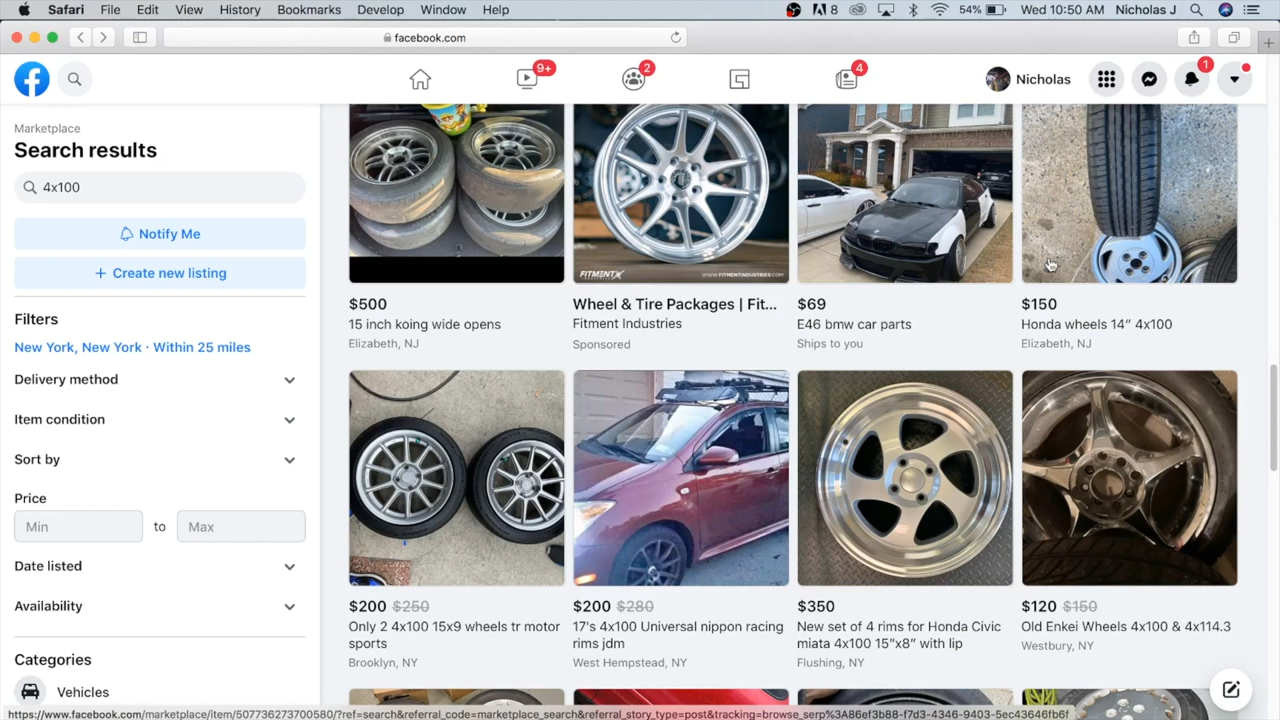 Safari File Edit View History Bookmarks Develop Window Help
8 54% Wed 10:50 AM Nicholas J
facebook.com
9+ 2 4 Nicholas 1
Marketplace
Search results
4x100
Notify Me
+ Create new listing
Filters
New York, New York · Within 25 miles
Delivery method
Item condition
Sort by
Price
Min to Max
Date listed
Availability
Categories
Vehicles
FITMENT
www.fitmentindustries.com
$500
15 inch koing wide opens
Elizabeth, NJ
Wheel & Tire Packages | Fit...
Fitment Industries
Sponsored
$69
E46 bmw car parts
Ships to you
$150
Honda wheels 14” 4x100
Elizabeth, NJ
$200 $250
Only 2 4x100 15x9 wheels tr motor
sports
Brooklyn, NY
$200 $280
17's 4x100 Universal nippon racing
rims jdm
West Hempstead, NY
$350
New set of 4 rims for Honda Civic
miata 4x100 15”x8” with lip
Flushing, NY
$120 $150
Old Enkei Wheels 4x100 & 4x114.3
Westbury, NY
https://www.facebook.com/marketplace/item/507736273700580/?ref=search&referral_code=marketplace_search&referral_story_type=post&tracking=browse_serp%3A86ef3b88-f7d3-4346-9403-5ec43646fb6f